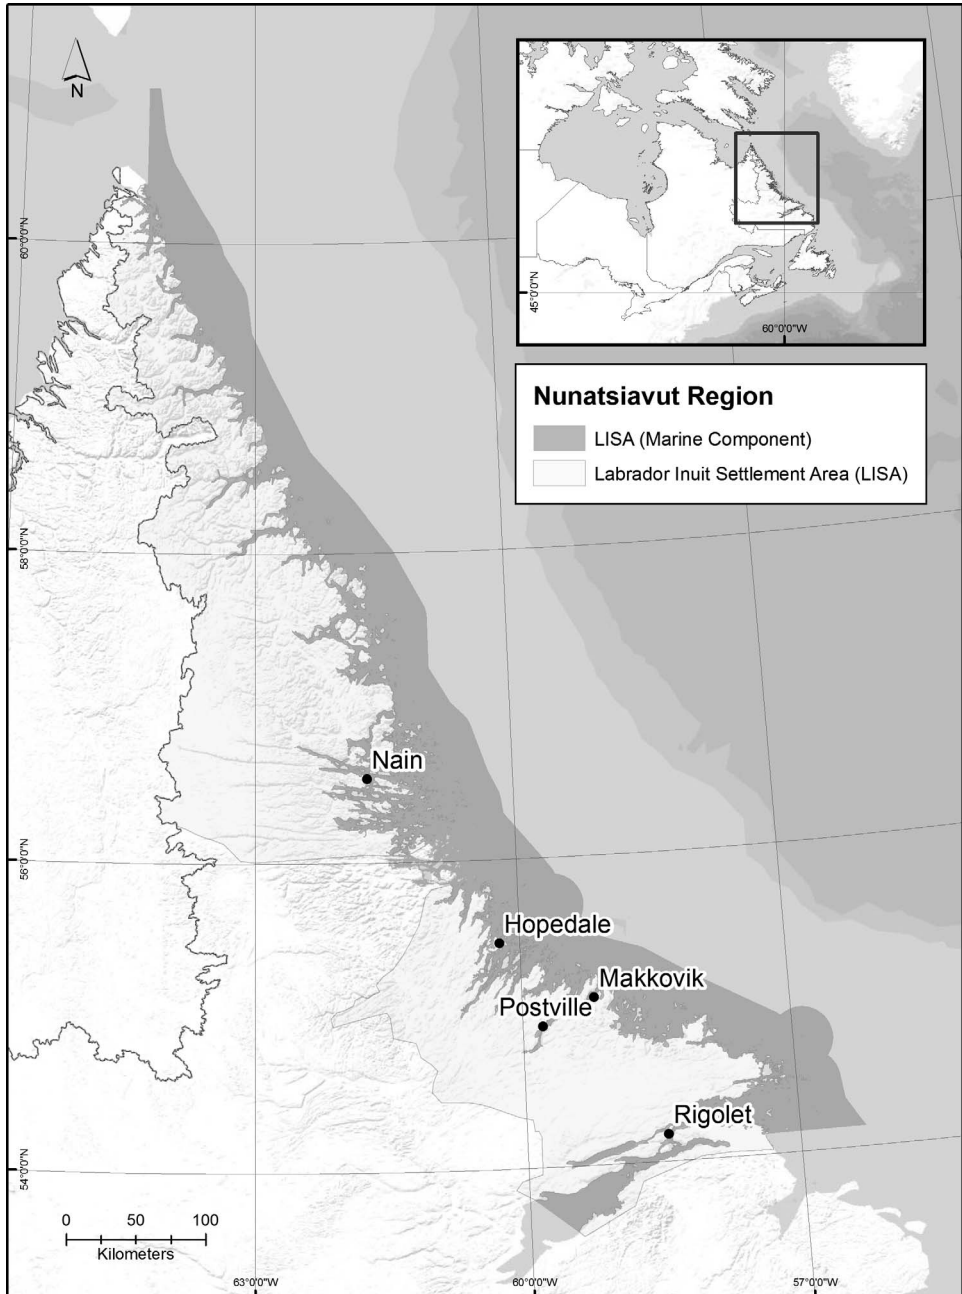 N
45°0'0"N
60°0'0"W
Nunatsiavut Region
LISA (Marine Component)
Labrador Inuit Settlement Area (LISA)
60°0'0"N
58°0'0"N
Nain
56°0'0"N
Hopedale
Makkovik
Postville
Rigolet
54°0'0"N
0 50 100
Kilometers
63°0'0"W
60°0'0"W
57°0'0"W